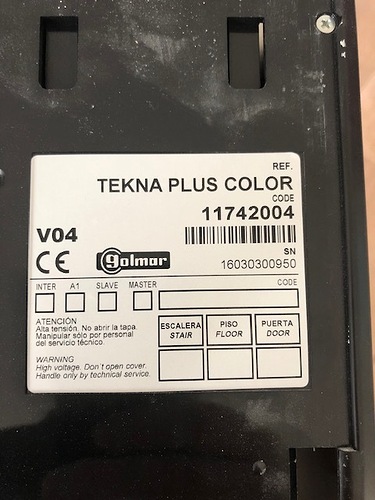 REF.
TEKNA PLUS COLOR
CODE
11742004
V04
CE golmar
SN
16030300950
INTER A1 SLAVE MASTER CODE
ATENCIÓN
Alta tensión. No abrir la tapa.
Manipular sólo por personal
del servicio técnico.
WARNING
High voltage. Don't open cover.
Handle only by technical service.
ESCALERA PISO PUERTA
STAIR FLOOR DOOR